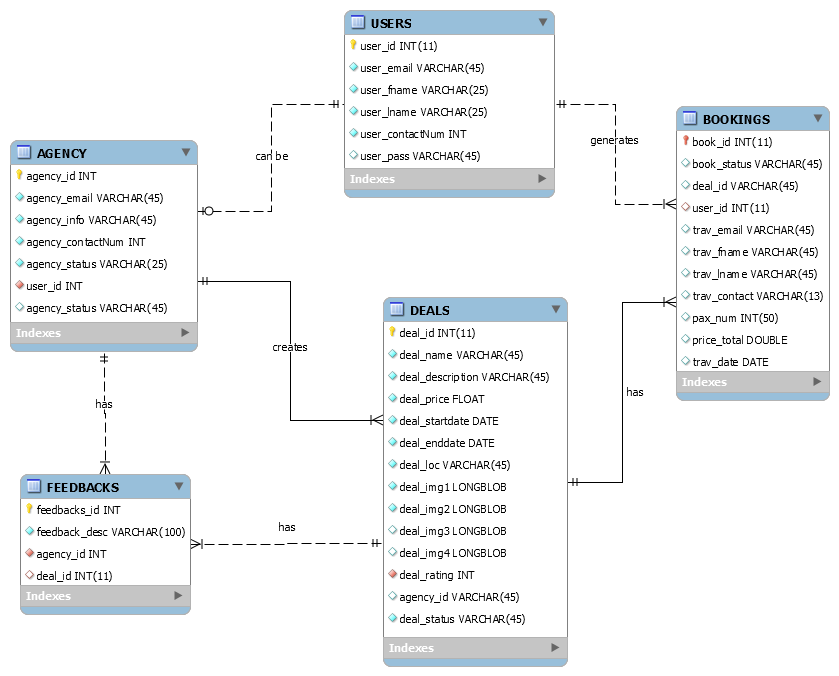 USERS
user_id INT(11)
user_email VARCHAR(45)
user_fname VARCHAR(25)
user_lname VARCHAR(25)
user_contactNum INT
user_pass VARCHAR(45)
Indexes
can be
generates
AGENCY
agency_id INT
agency_email VARCHAR(45)
agency_info VARCHAR(45)
agency_contactNum INT
agency_status VARCHAR(25)
user_id INT
agency_status VARCHAR(45)
Indexes
BOOKINGS
book_id INT(11)
book_status VARCHAR(45)
deal_id VARCHAR(45)
user_id INT(11)
trav_email VARCHAR(45)
trav_fname VARCHAR(45)
trav_lname VARCHAR(45)
trav_contact VARCHAR(13)
pax_num INT(50)
price_total DOUBLE
trav_date DATE
Indexes
creates
has
DEALS
deal_id INT(11)
deal_name VARCHAR(45)
deal_description VARCHAR(45)
deal_price FLOAT
deal_startdate DATE
deal_enddate DATE
deal_loc VARCHAR(45)
deal_img1 LONGBLOB
deal_img2 LONGBLOB
deal_img3 LONGBLOB
deal_img4 LONGBLOB
deal_rating INT
agency_id VARCHAR(45)
deal_status VARCHAR(45)
Indexes
has
has
FEEDBACKS
feedbacks_id INT
feedback_desc VARCHAR(100)
agency_id INT
deal_id INT(11)
Indexes